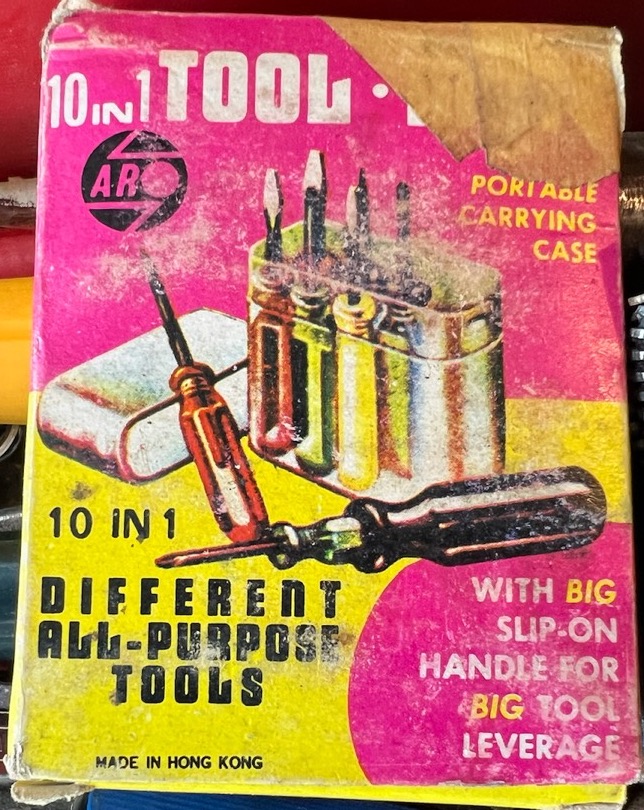 10 IN 1 TOOL ·
ARO
PORTABLE
CARRYING
CASE
10 IN 1
DIFFERENT
ALL-PURPOSE
TOOLS
WITH BIG
SLIP-ON
HANDLE FOR
BIG TOOL
LEVERAGE
MADE IN HONG KONG